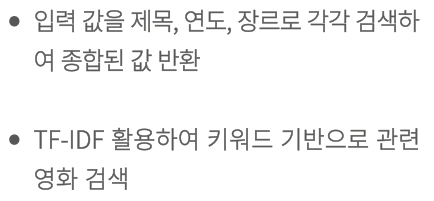 • 입력 값을 제목, 연도, 장르로 각각 검색하
여 종합된 값 반환
• TF-IDF 활용하여 키워드 기반으로 관련
영화 검색